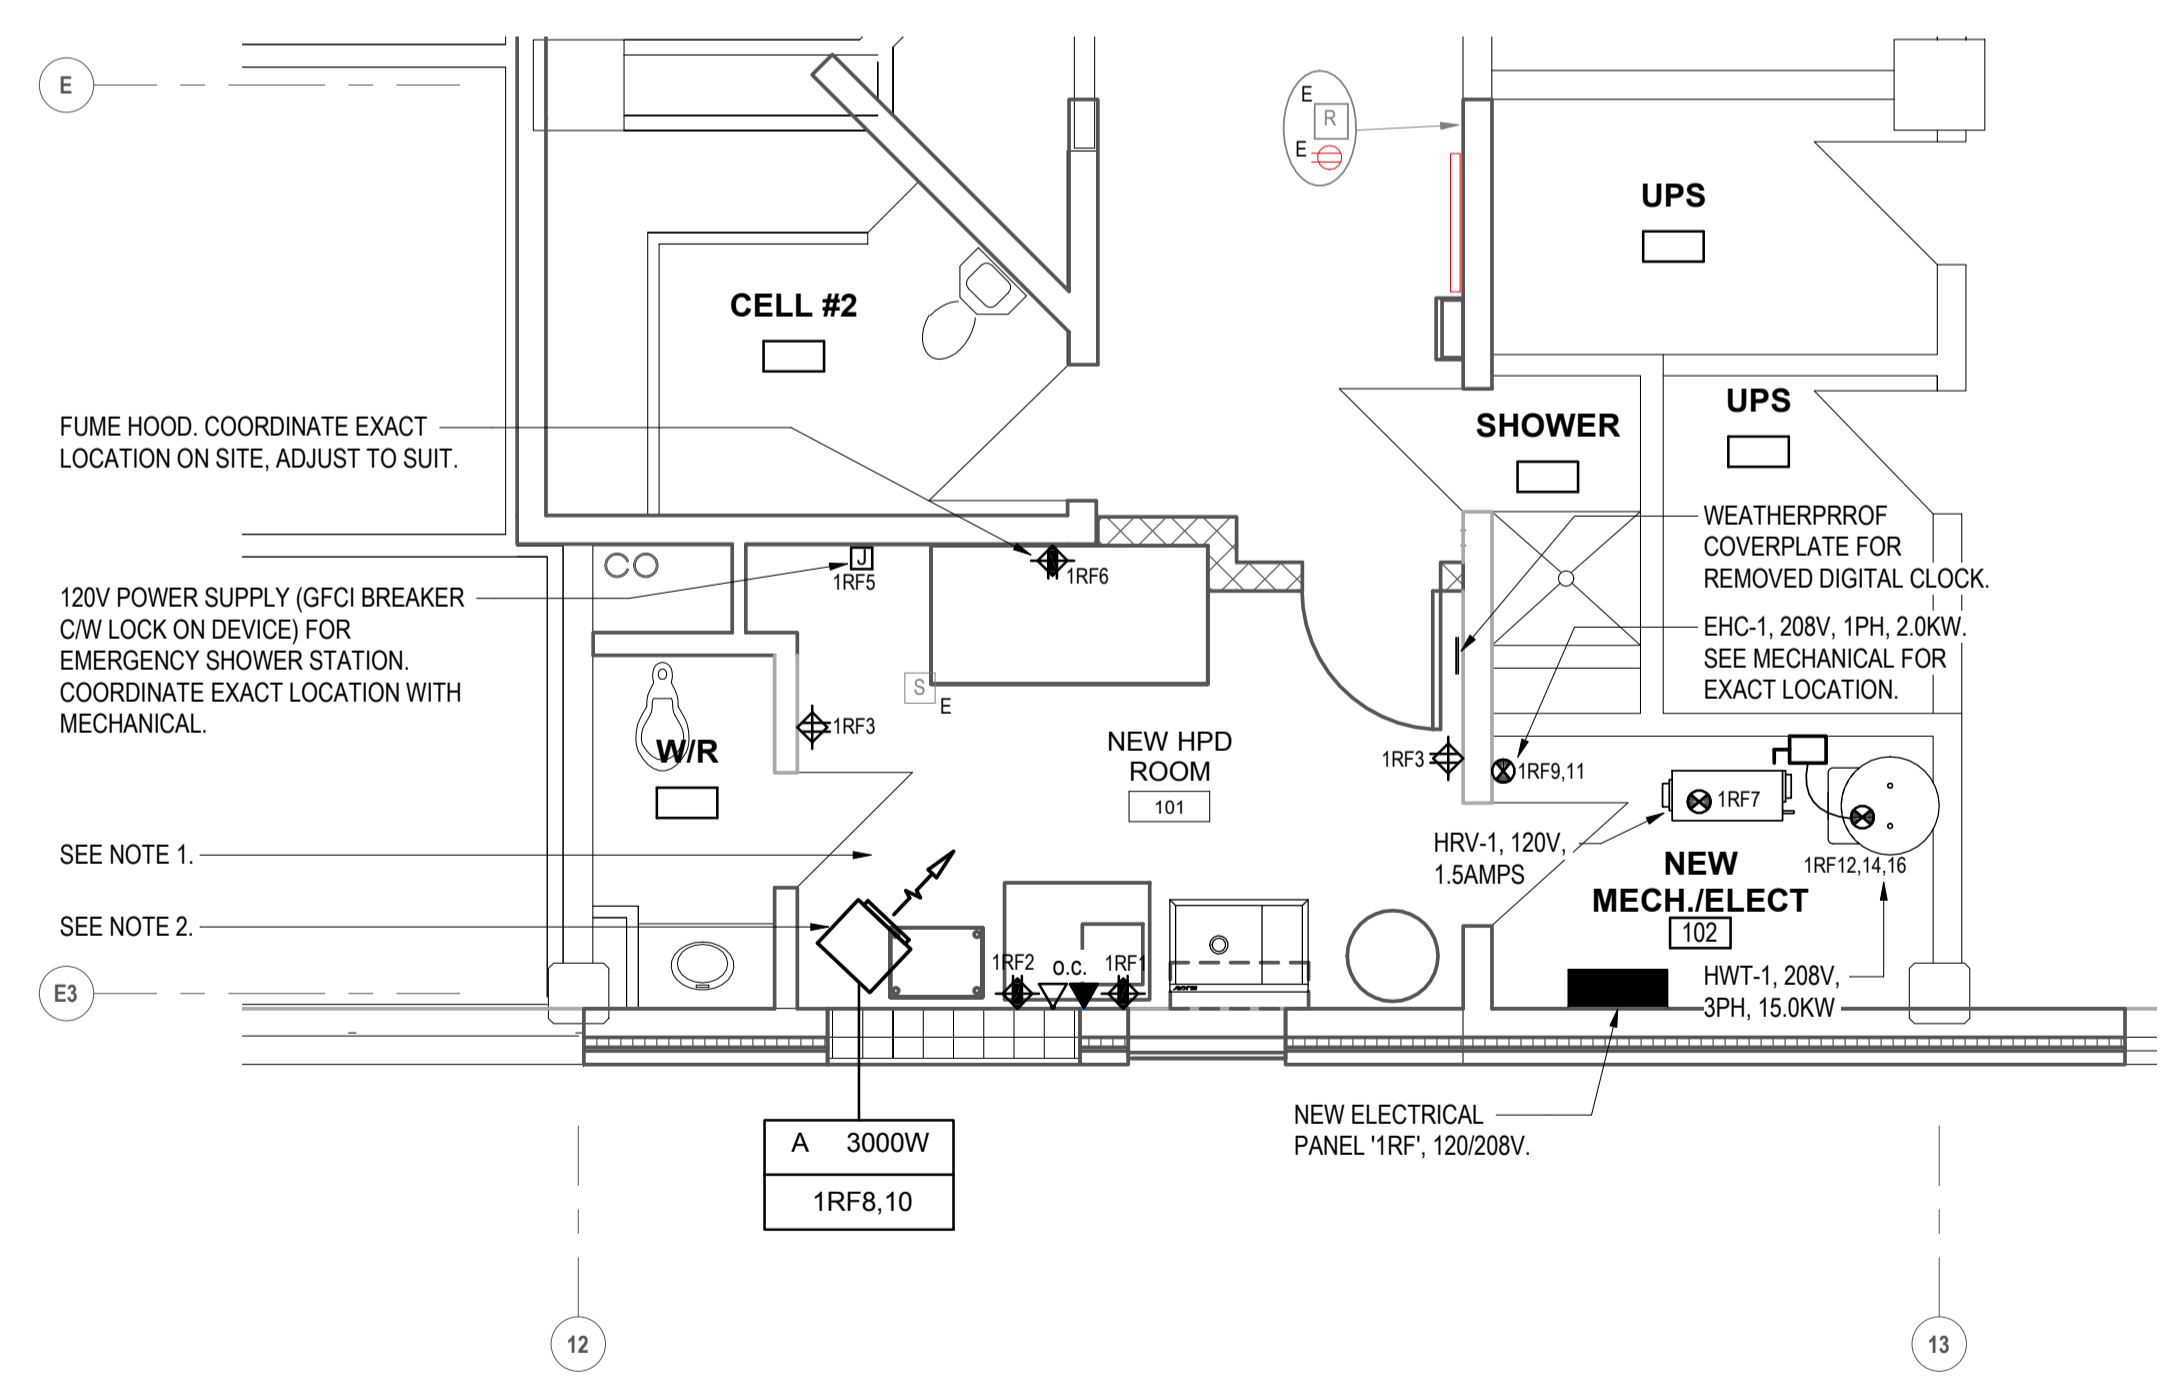 E
E
R
E
UPS
CELL #2
UPS
SHOWER
FUME HOOD. COORDINATE EXACT
LOCATION ON SITE, ADJUST TO SUIT.
WEATHERPRROF
COVERPLATE FOR
REMOVED DIGITAL CLOCK.
J
1RF5
1RF6
120V POWER SUPPLY (GFCI BREAKER
C/W LOCK ON DEVICE) FOR
EMERGENCY SHOWER STATION.
COORDINATE EXACT LOCATION WITH
MECHANICAL.
EHC-1, 208V, 1PH, 2.0KW.
SEE MECHANICAL FOR
EXACT LOCATION.
S
E
1RF3
W/R
NEW HPD
ROOM
101
1RF3
1RF9,11
1RF7
HRV-1, 120V,
1.5AMPS
1RF12,14,16
NEW
MECH./ELECT
102
SEE NOTE 1.
SEE NOTE 2.
1RF2
o.c.
1RF1
HWT-1, 208V,
3PH, 15.0KW
E3
NEW ELECTRICAL
PANEL '1RF', 120/208V.
A 3000W
1RF8,10
12
13